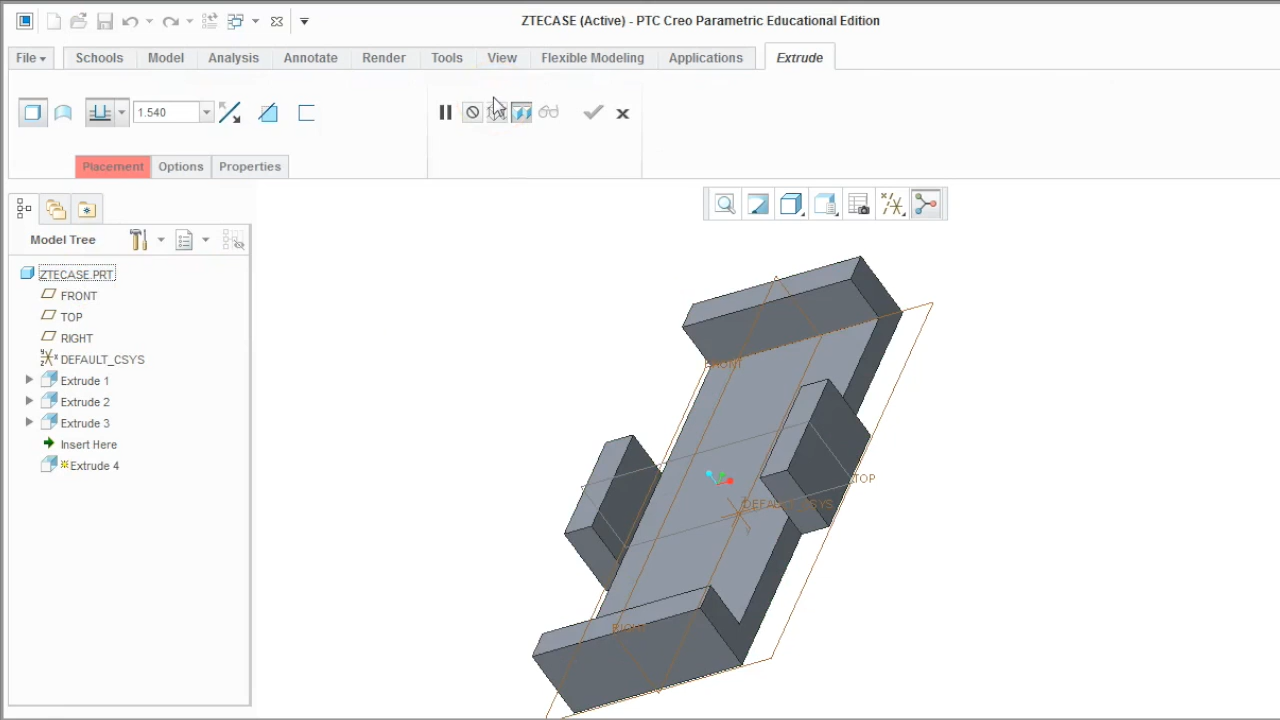 ZTECASE (Active) - PTC Creo Parametric Educational Edition
File Schools Model Analysis Annotate Render Tools View Flexible Modeling Applications Extrude
1.540
Placement Options Properties
Model Tree
ZTECASE.PRT
FRONT
TOP
RIGHT
DEFAULT_CSYS
Extrude 1
Extrude 2
Extrude 3
Insert Here
Extrude 4
FRONT
TOP
DEFAULT_CSYS
RIGHT